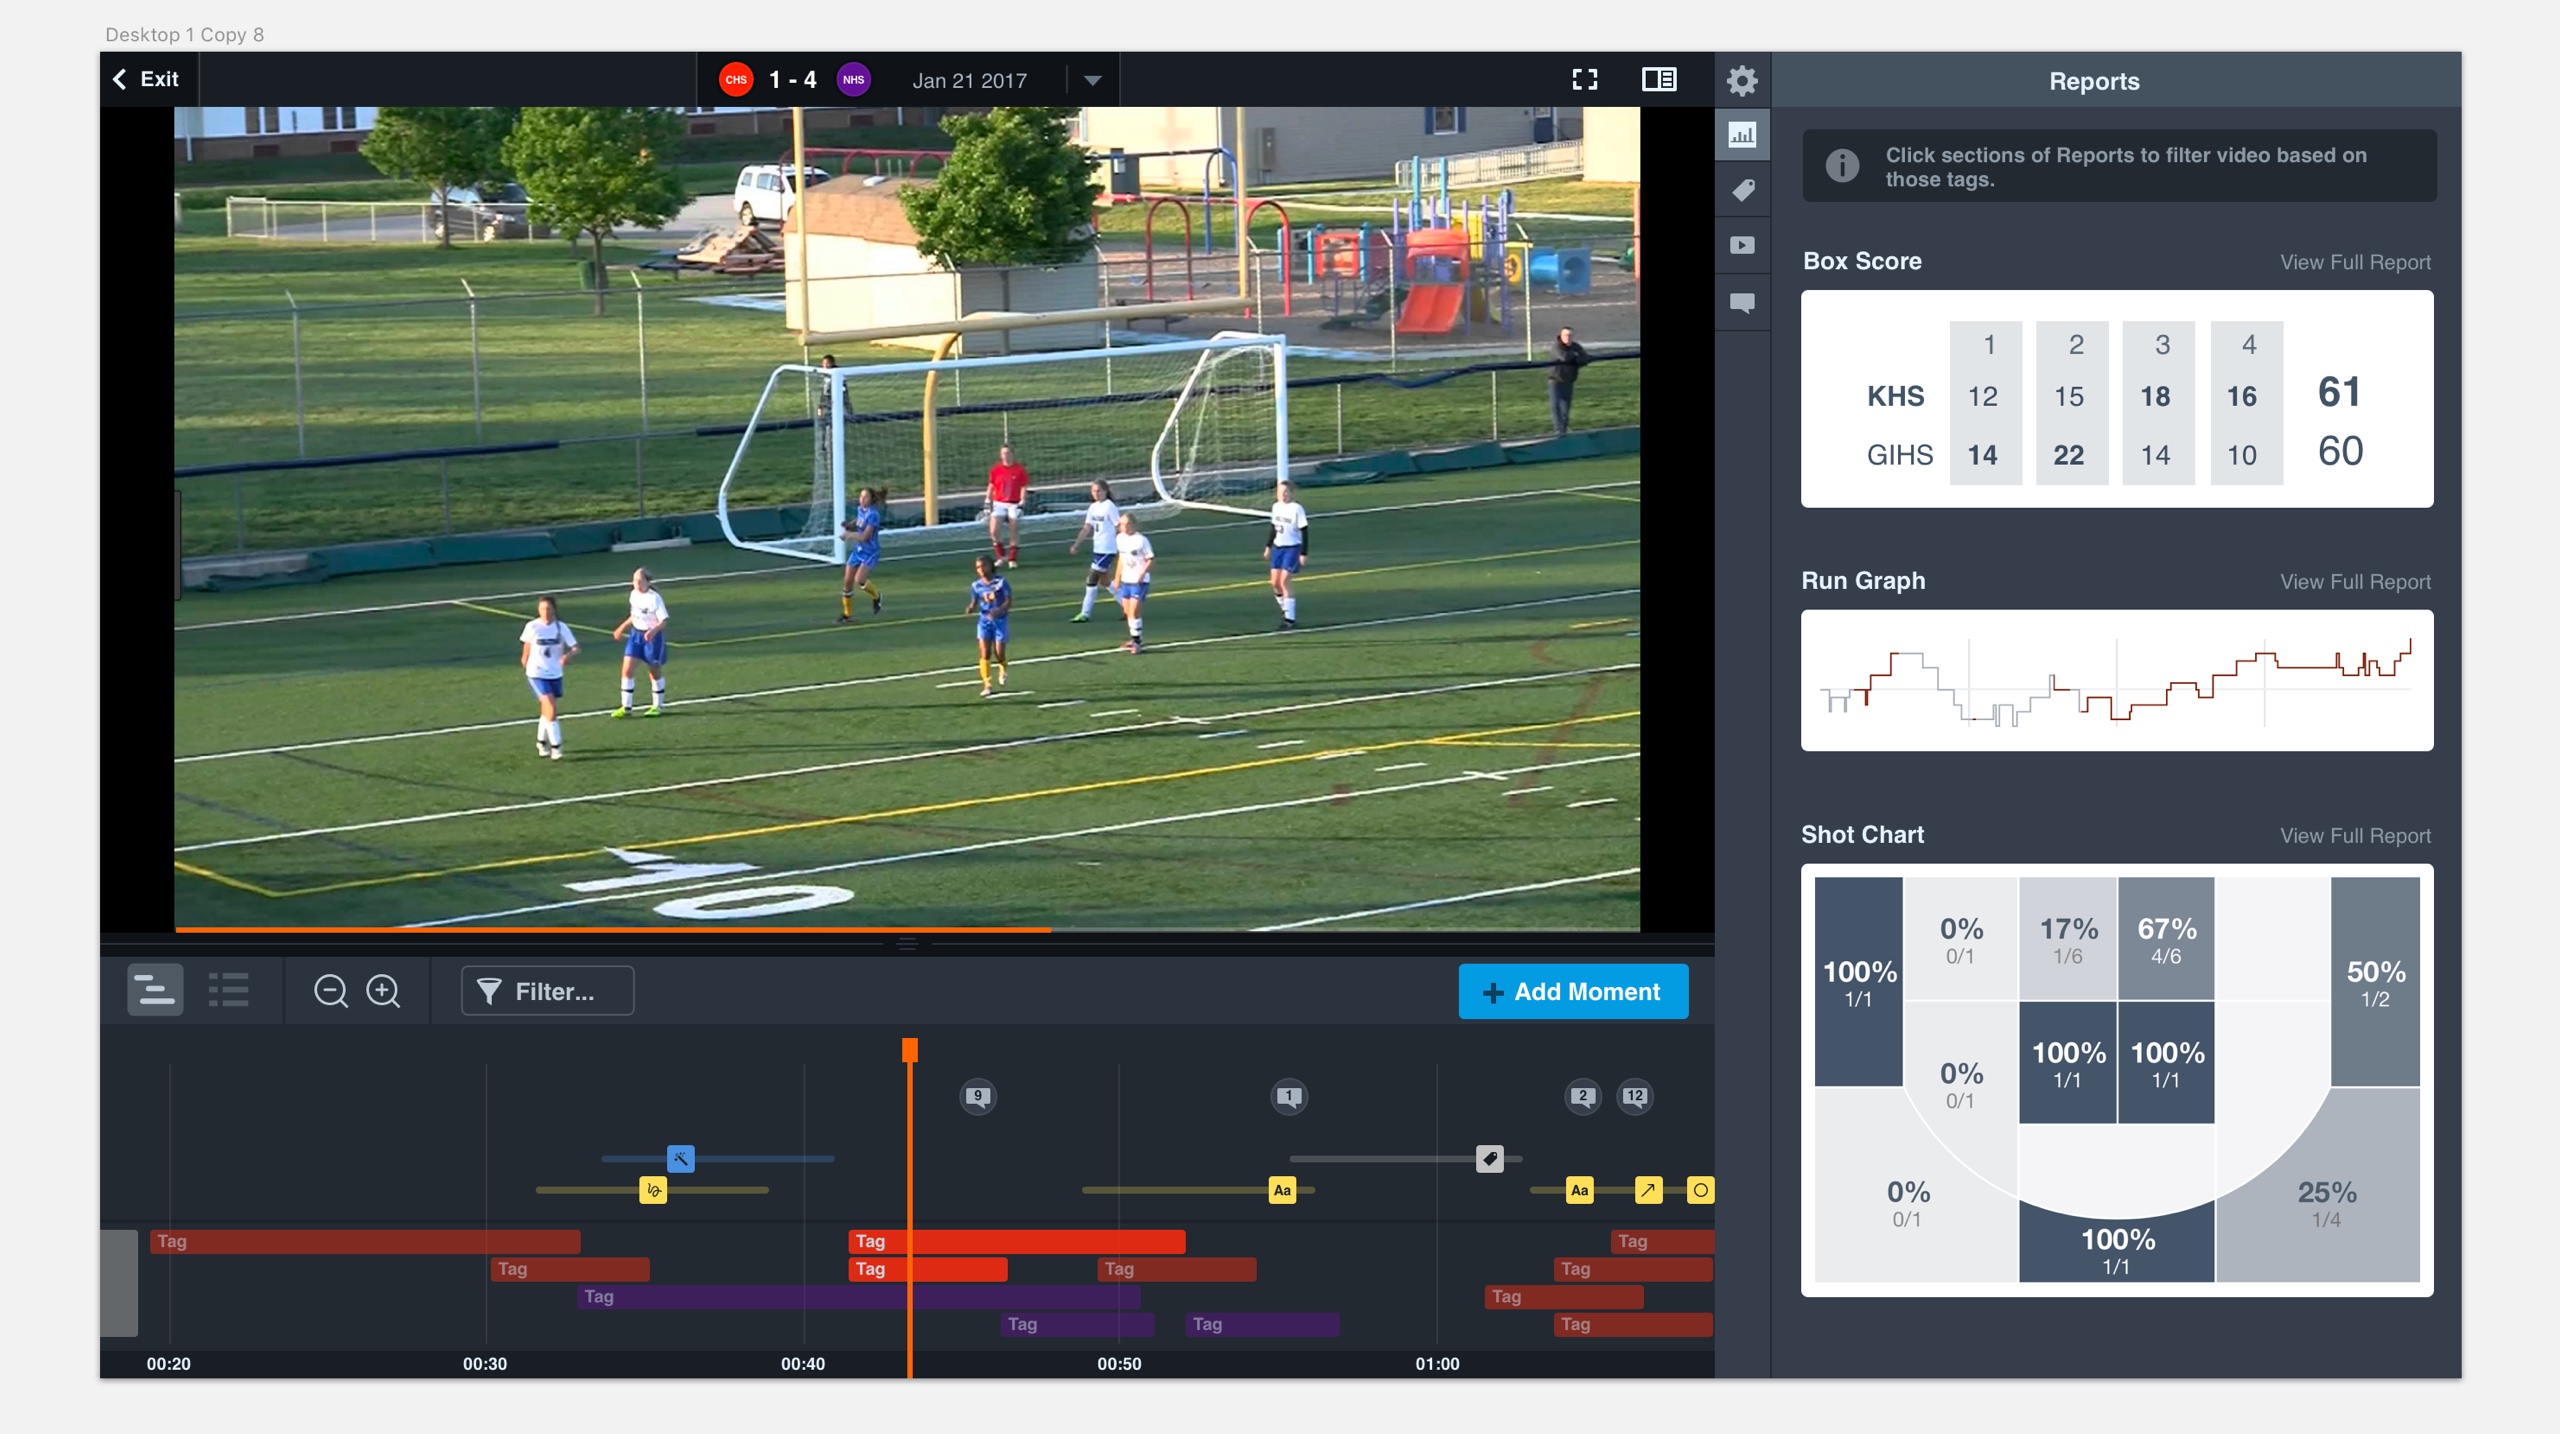 Desktop 1 Copy 8
Exit
CHS 1 - 4 NHS Jan 21 2017
Reports
Click sections of Reports to filter video based on
those tags.
Box Score View Full Report
1 2 3 4
KHS 12 15 18 16 61
GIHS 14 22 14 10 60
Run Graph View Full Report
Shot Chart View Full Report
100%
1/1
0%
0/1
17%
1/6
67%
4/6
50%
1/2
0%
0/1
100%
1/1
100%
1/1
0%
0/1
100%
1/1
25%
1/4
4
0
Filter...
Add Moment
9 1 2 12
Aa Aa
Tag Tag Tag
Tag Tag Tag Tag
Tag Tag
Tag Tag Tag
00:20 00:30 00:40 00:50 01:00